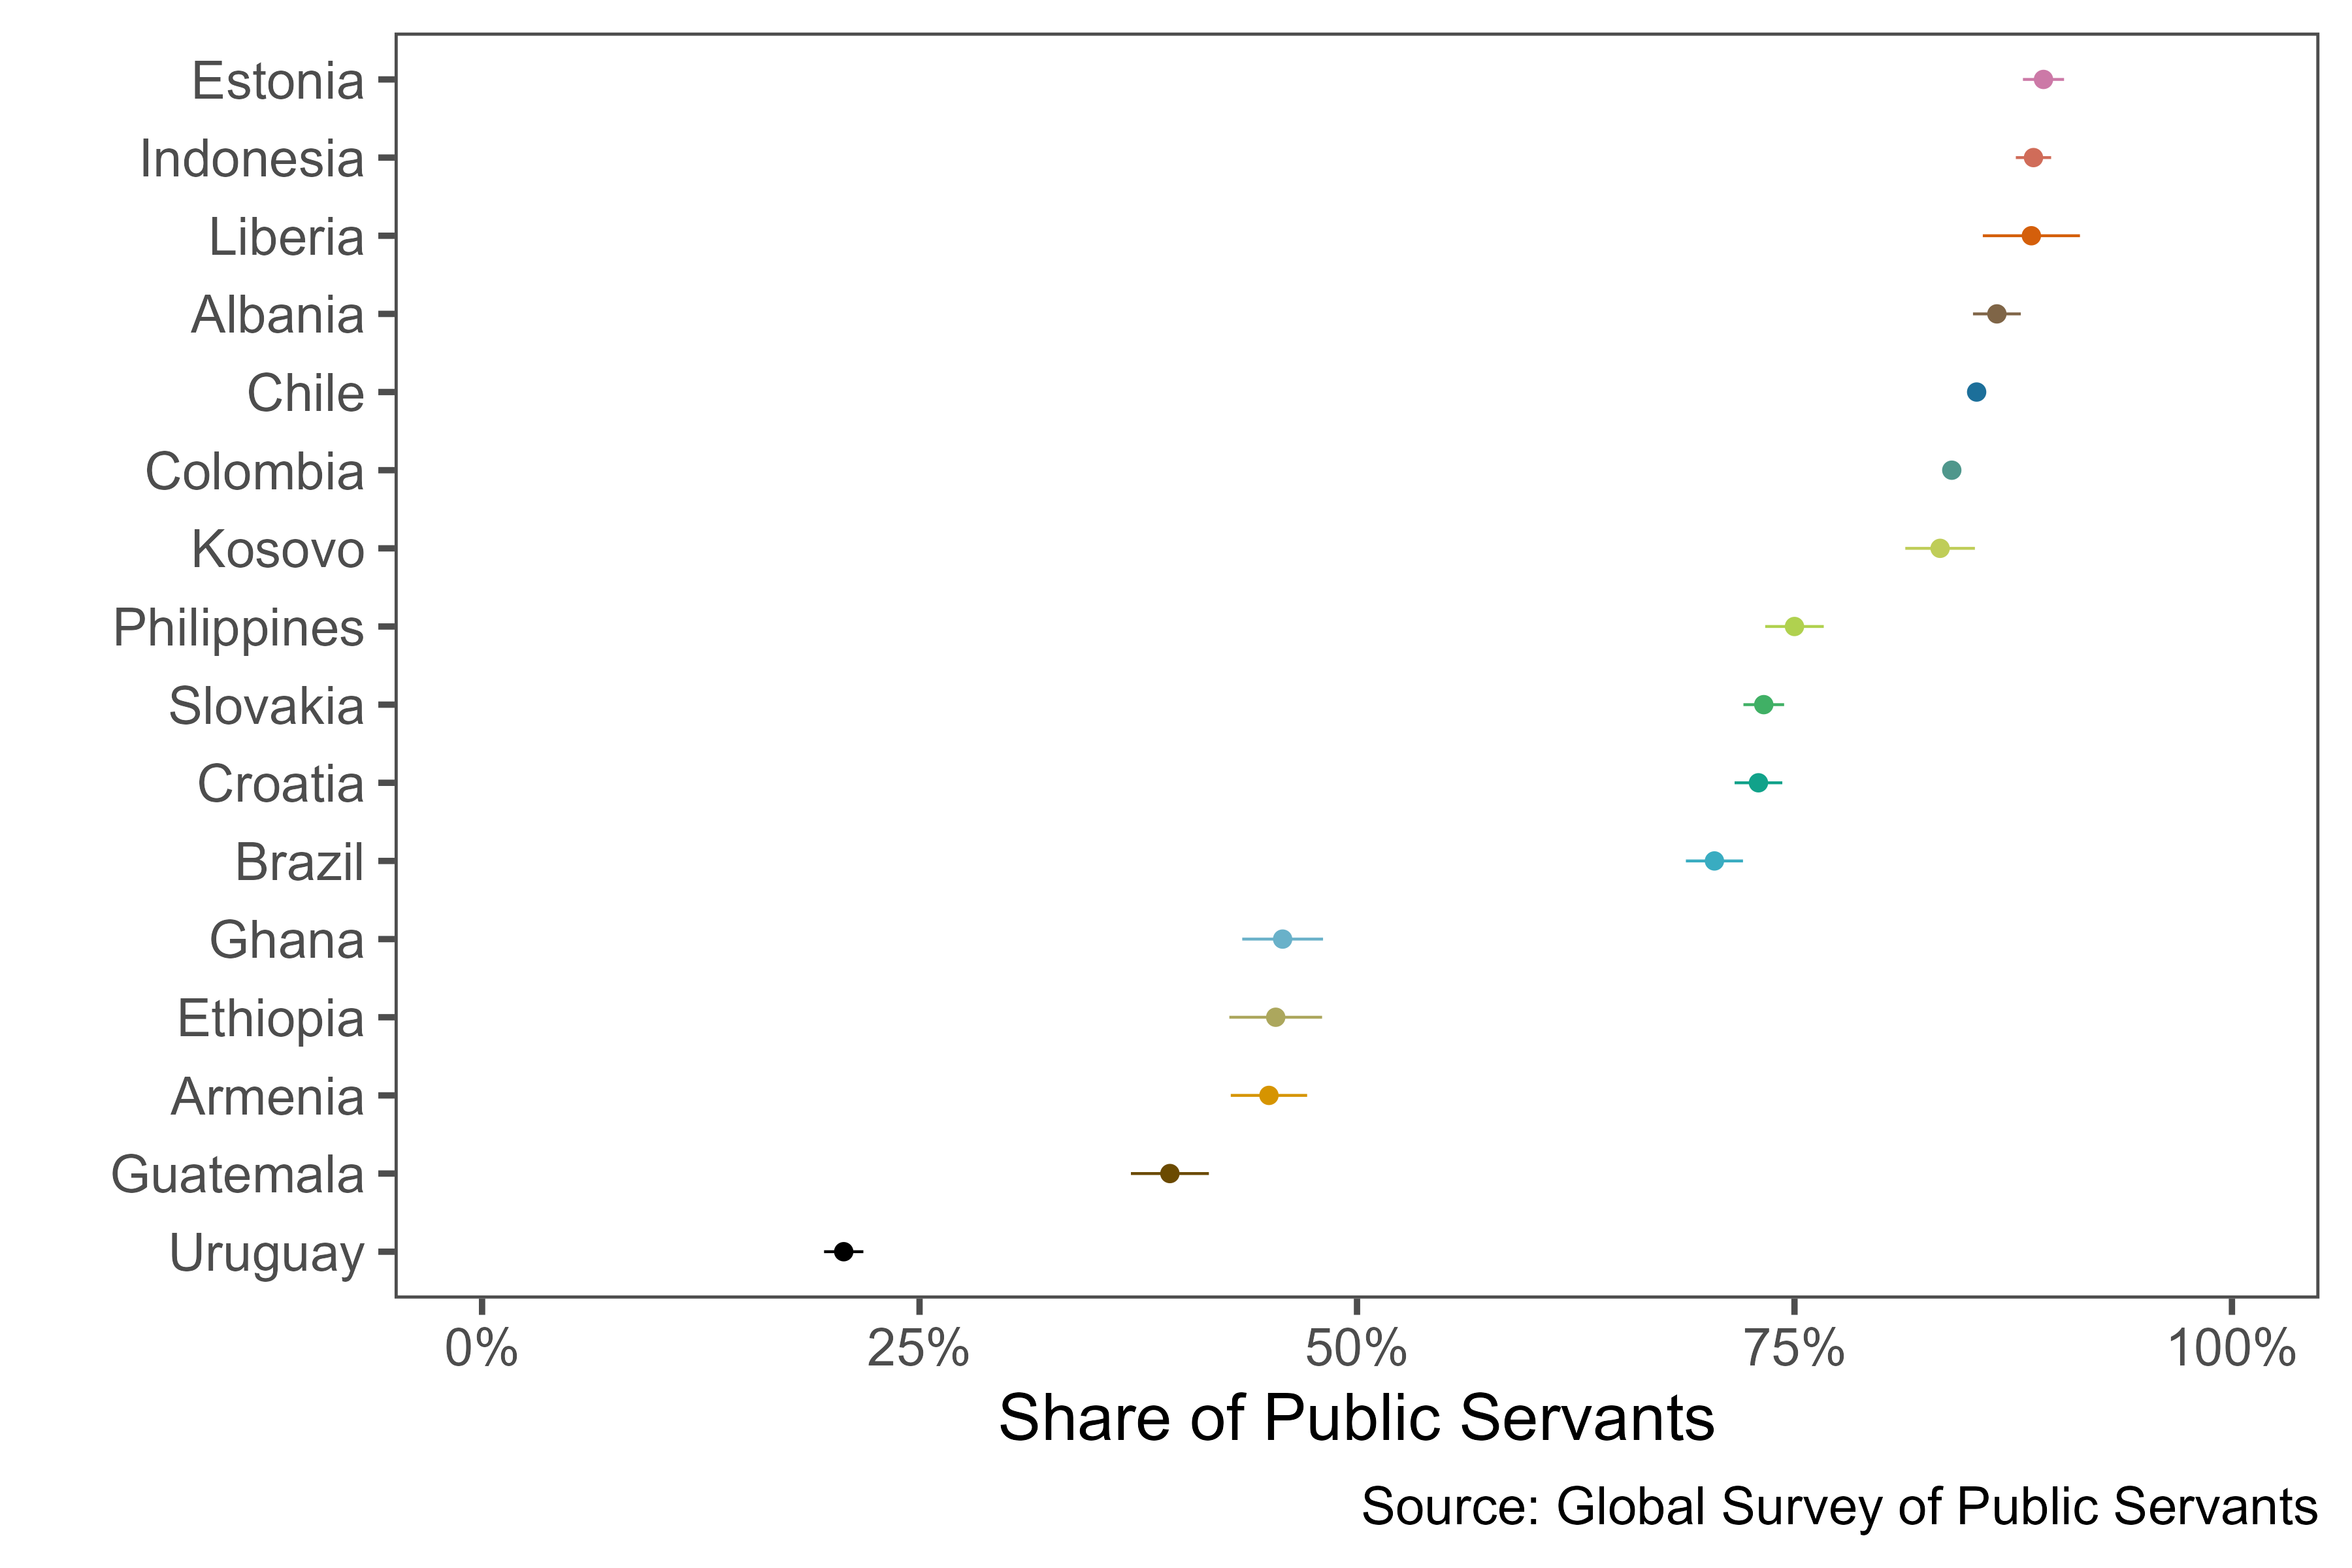 Estonia
Indonesia
Liberia
Albania
Chile
Colombia
Kosovo
Philippines
Slovakia
Croatia
Brazil
Ghana
Ethiopia
Armenia
Guatemala
Uruguay
0% 25% 50% 75% 100%
Share of Public Servants
Source: Global Survey of Public Servants